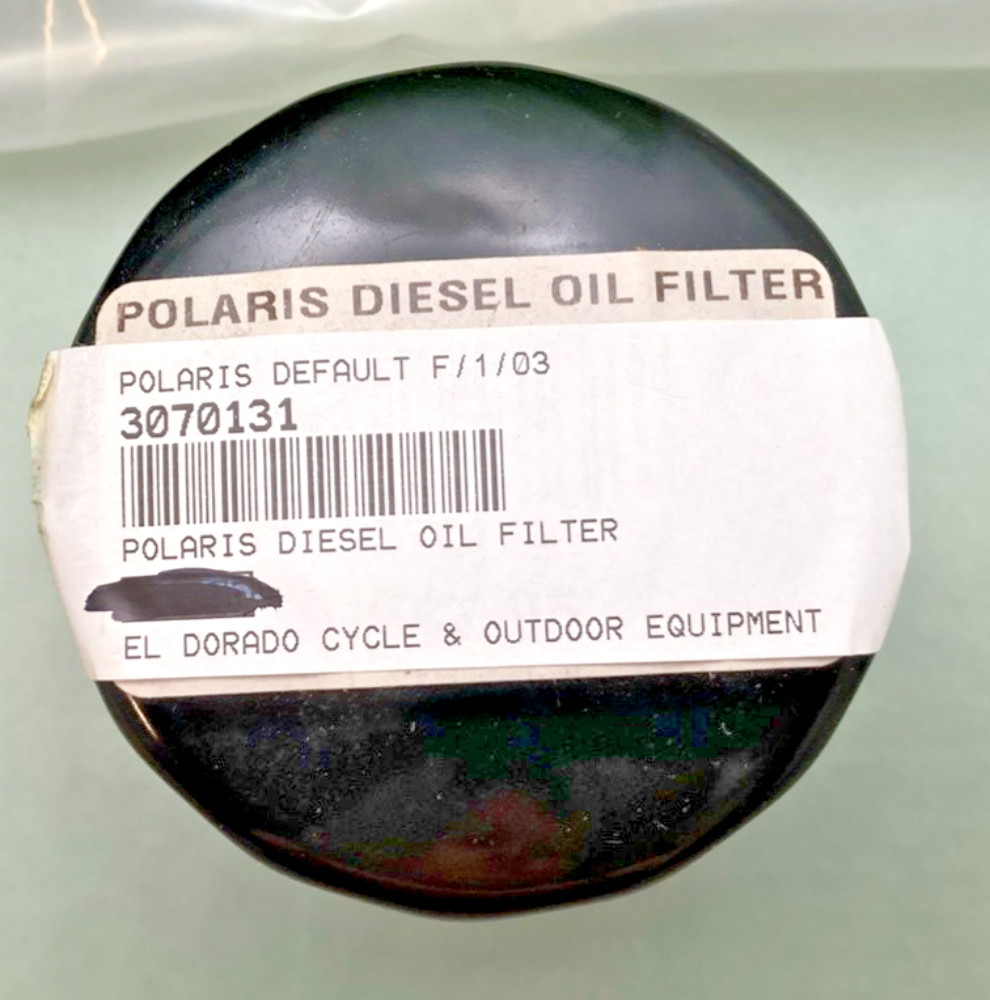 POLARIS DIESEL OIL FILTER
POLARIS DEFAULT F/1/03
3070131
POLARIS DIESEL OIL FILTER
EL DORADO CYCLE & OUTDOOR EQUIPMENT